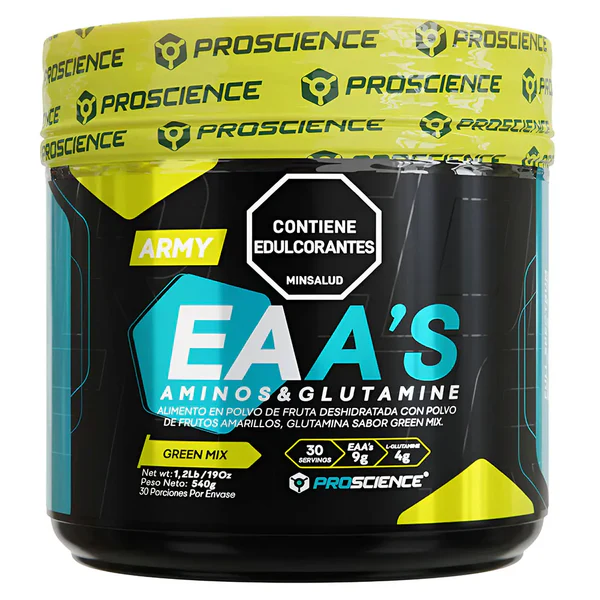 PROSCIENCE
PROSCIENCE
PROSCIENCE PROSCIENCE
PROSCIENCE PROSCIENCE PROSCIENCE
CONTIENE
EDULCORANTES
MINSALUD
ARMY
EAA'S
AMINOS&GLUTAMINE
ALIMENTO EN POLVO DE FRUTA DESHIDRATADA CON POLVO
DE FRUTOS AMARILLOS, GLUTAMINA SABOR GREEN MIX.
GREEN MIX
Net wt: 1,2Lb /19Oz
Peso Neto: 540g
30 Porciones Por Envase
30
SERVINGS
EAA's
9g
L-GLUTAMINE
4g
PROSCIENCE®